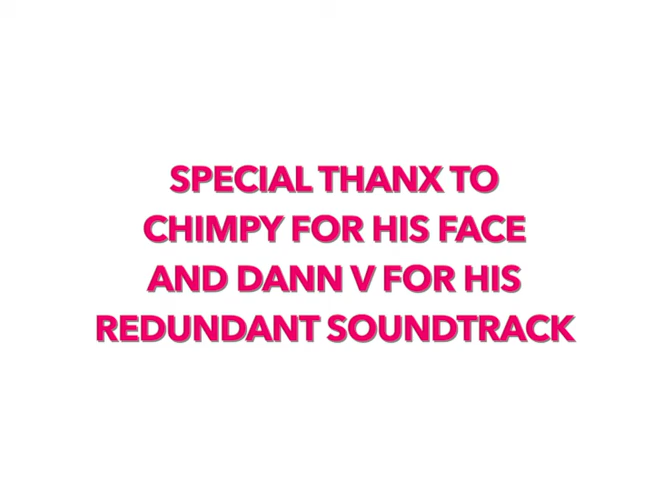 SPECIAL THANX TO
CHIMPY FOR HIS FACE
AND DANN V FOR HIS
REDUNDANT SOUNDTRACK